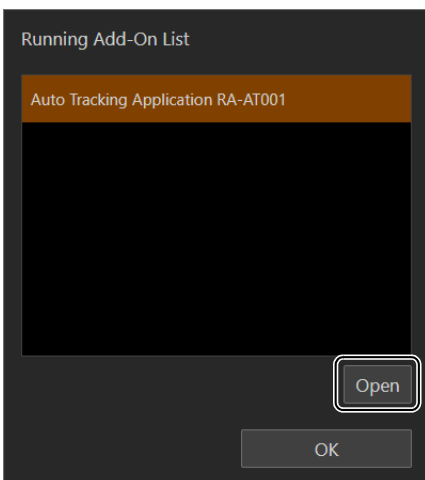 Running Add-On List
Auto Tracking Application RA-AT001
Open
OK